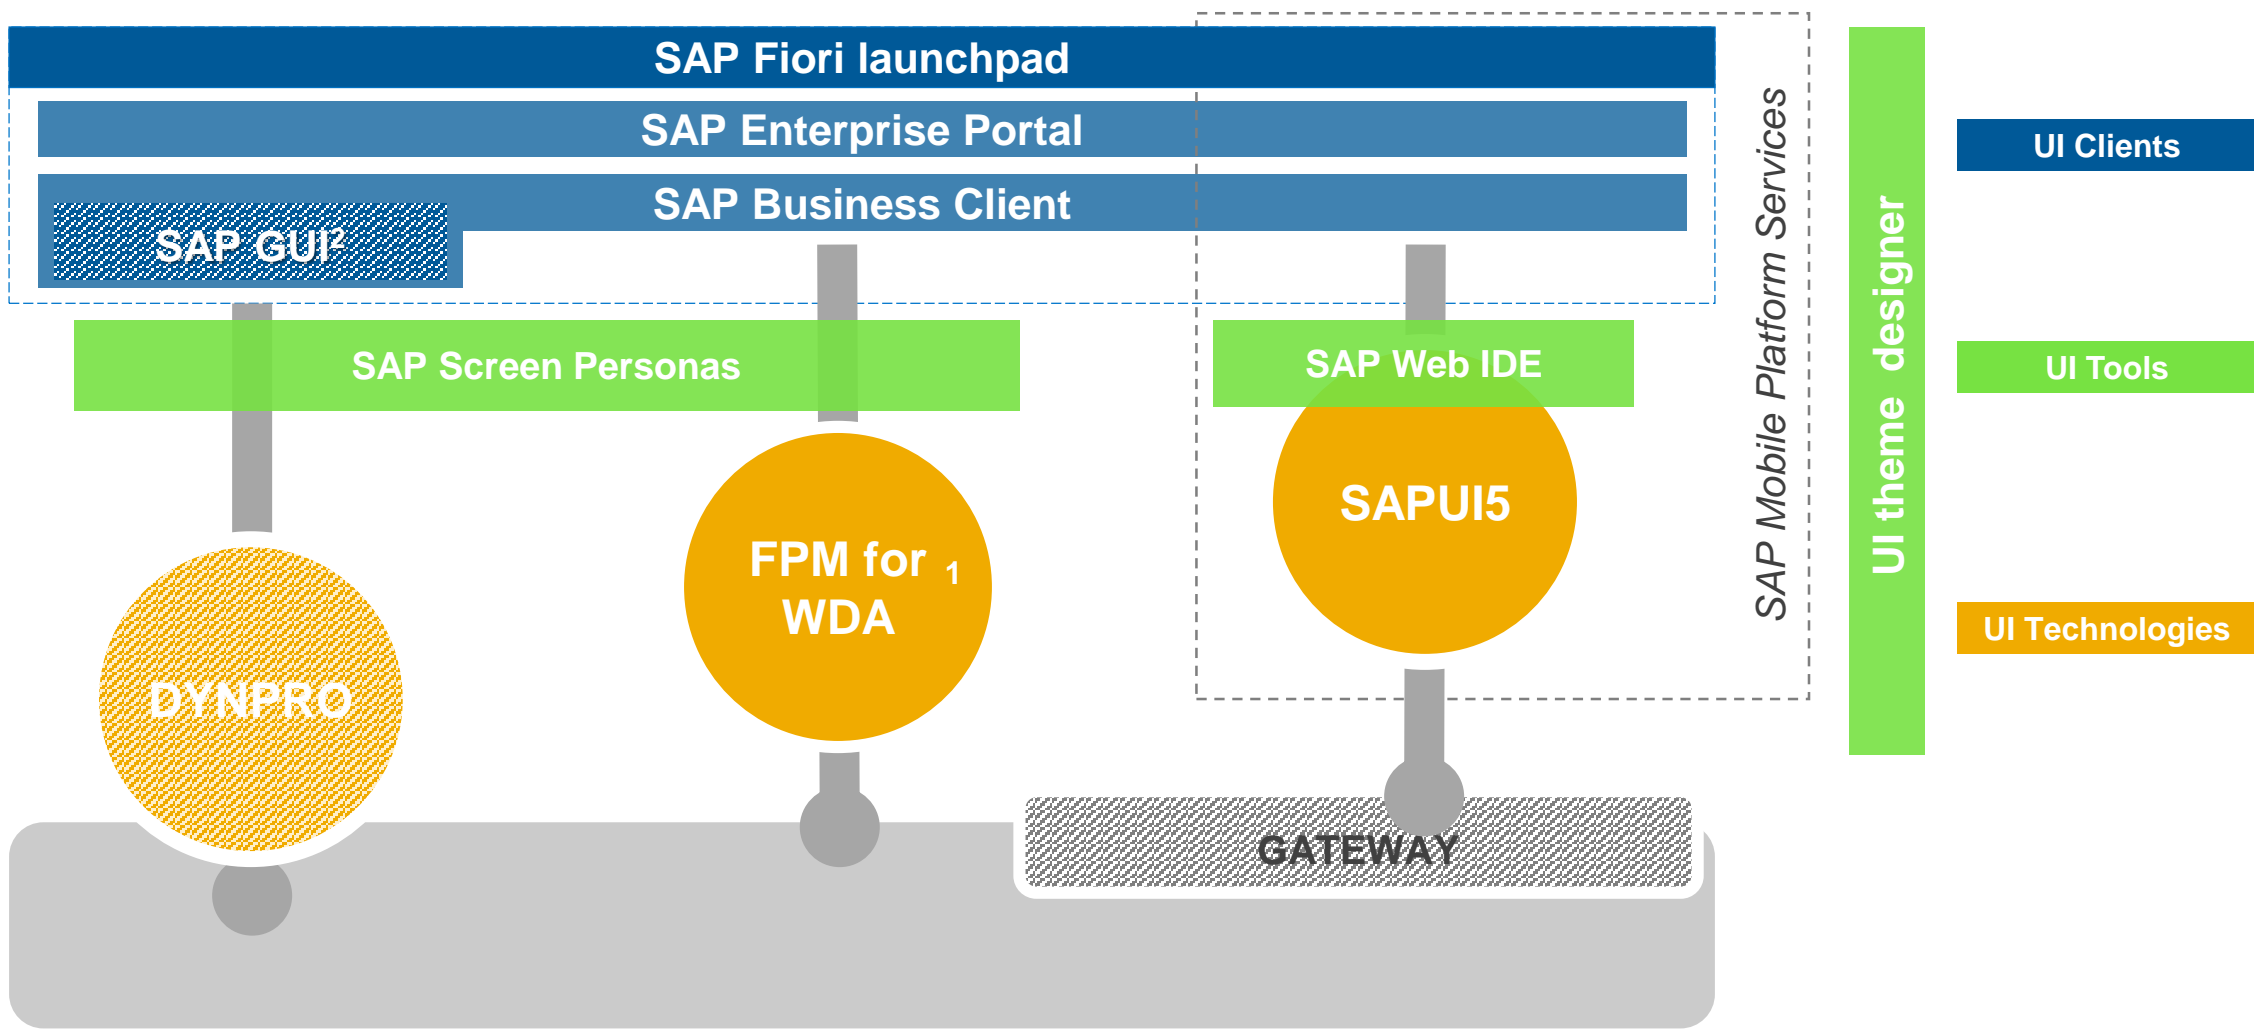 SAP Fiori launchpad
SAP Enterprise Portal
SAP Business Client
SAP GUI²
SAP Screen Personas
SAP Web IDE
SAPUI5
FPM for 1
WDA
DYNPRO
GATEWAY
SAP Mobile Platform Services
UI theme designer
UI Clients
UI Tools
UI Technologies